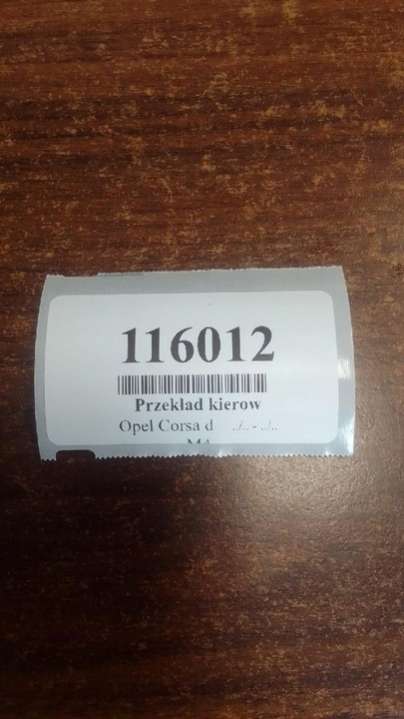 116012
Przekład kierow
Opel Corsa d ../.. - ../..